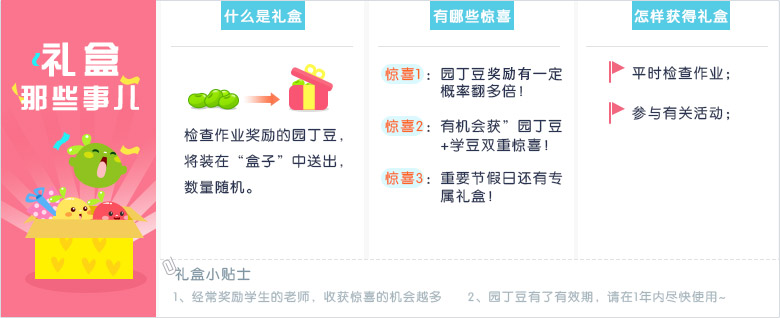 礼盒
那些事儿
什么是礼盒
检查作业奖励的园丁豆，
将装在“盒子”中送出，
数量随机。
有哪些惊喜
惊喜1：园丁豆奖励有一定
概率翻多倍！
惊喜2：有机会获”园丁豆
+学豆双重惊喜！
惊喜3：重要节假日还有专
属礼盒！
怎样获得礼盒
平时检查作业；
参与有关活动；
礼盒小贴士
1、经常奖励学生的老师，收获惊喜的机会越多
2、园丁豆有了有效期，请在1年内尽快使用~